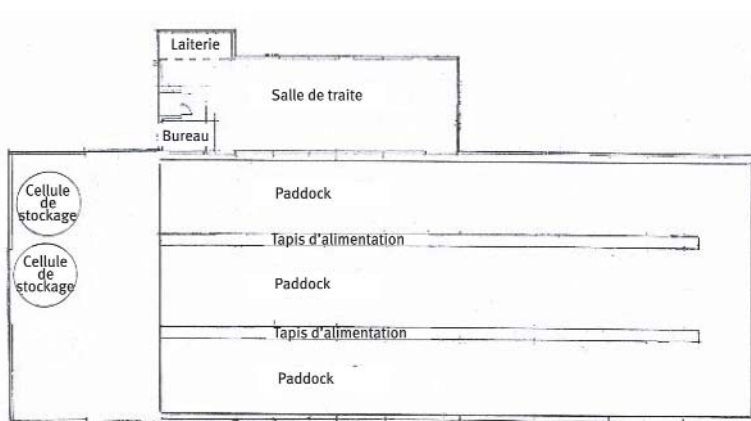 Laiterie
Salle de traite
Bureau
Paddock
Cellule
de
stockage
Tapis d'alimentation
Cellule
de
stockage
Paddock
Tapis d'alimentation
Paddock